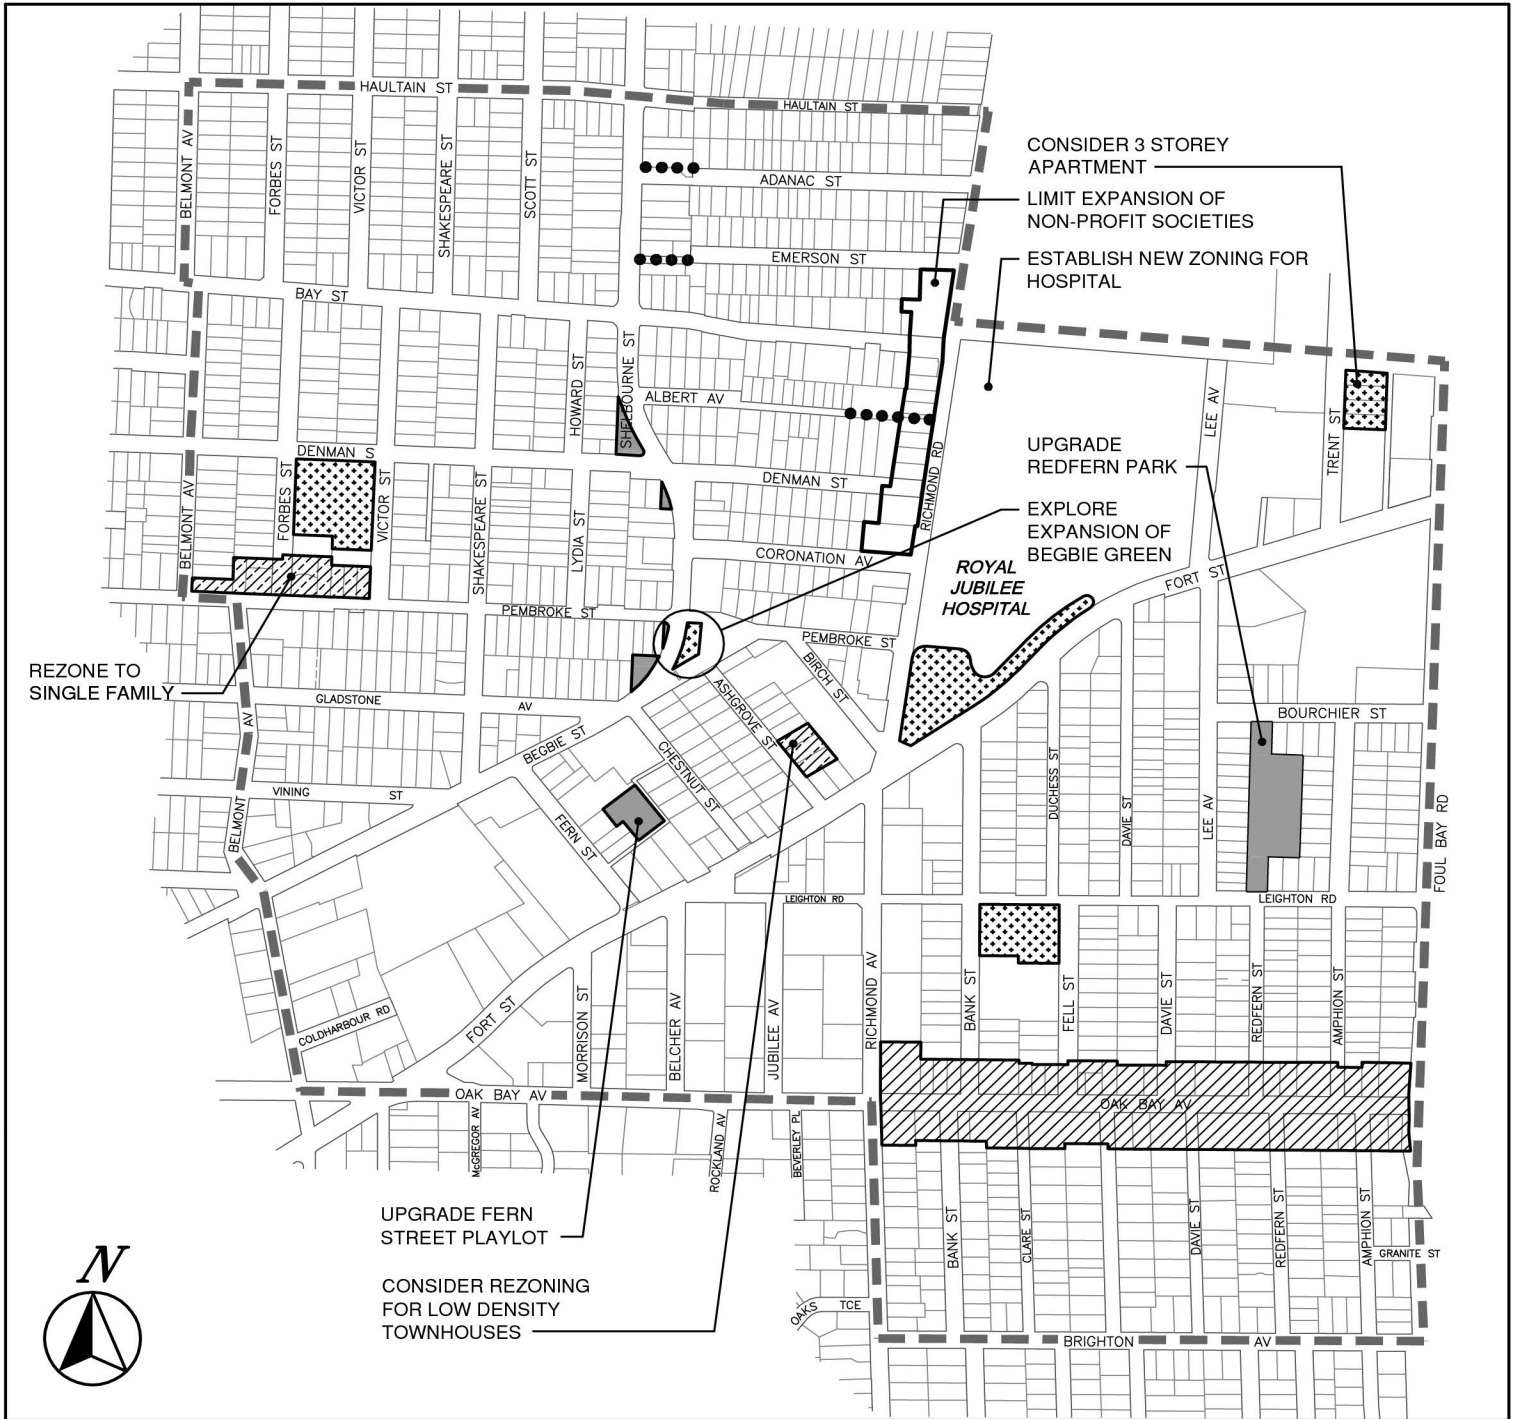 HAULTAIN ST
HAULTAIN ST
CONSIDER 3 STOREY
APARTMENT
LIMIT EXPANSION OF
NON-PROFIT SOCIETIES
ESTABLISH NEW ZONING FOR
HOSPITAL
BELMONT AV
FORBES ST
VICTOR ST
SHAKESPEARE ST
SCOTT ST
ADANAC ST
EMERSON ST
BAY ST
HOWARD ST
SHELBOURNE ST
ALBERT AV
LEE AV
TRENT ST
UPGRADE
REDFERN PARK
DENMAN S
DENMAN ST
RICHMOND RD
BELMONT AV
FORBES ST
VICTOR ST
SHAKESPEARE ST
LYDIA ST
EXPLORE
EXPANSION OF
BEGBIE GREEN
CORONATION AV
ROYAL
JUBILEE
HOSPITAL
FORT ST
PEMBROKE ST
PEMBROKE ST
BIRCH ST
REZONE TO
SINGLE FAMILY
GLADSTONE
AV
AV
ASHGROVE ST
BOURCHIER ST
BEGBIE ST
CHESTNUT ST
DUCHESS ST
DAVIE ST
LEE AV
FOUL BAY RD
VINING
ST
BELMONT
FERN ST
LEIGHTON RD
LEIGHTON RD
COLDHARBOUR RD
FORT ST
MORRISON ST
BELCHER AV
JUBILEE AV
RICHMOND AV
BANK ST
FELL ST
DAVIE ST
REDFERN ST
AMPHION ST
OAK BAY AV
OAK BAY AV
McGREGOR AV
ROCKLAND AV
BEVERLEY PL
UPGRADE FERN
STREET PLAYLOT
BANK ST
CLARE ST
DAVIE ST
REDFERN ST
AMPHION ST
GRANITE ST
CONSIDER REZONING
FOR LOW DENSITY
TOWNHOUSES
OAKS
TCE
BRIGHTON
AV
N